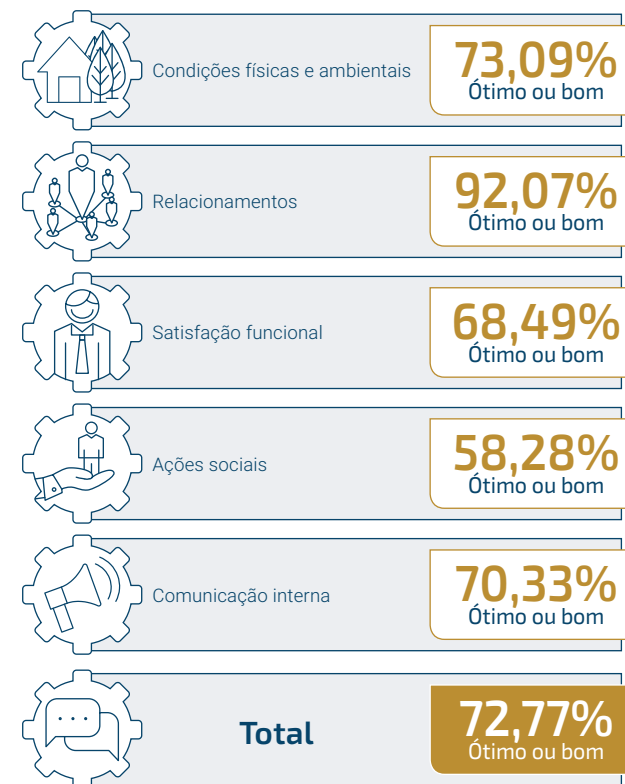 Condições físicas e ambientais
73,09%
Ótimo ou bom
Relacionamentos
92,07%
Ótimo ou bom
Satisfação funcional
68,49%
Ótimo ou bom
Ações sociais
58,28%
Ótimo ou bom
Comunicação interna
70,33%
Ótimo ou bom
Total
72,77%
Ótimo ou bom